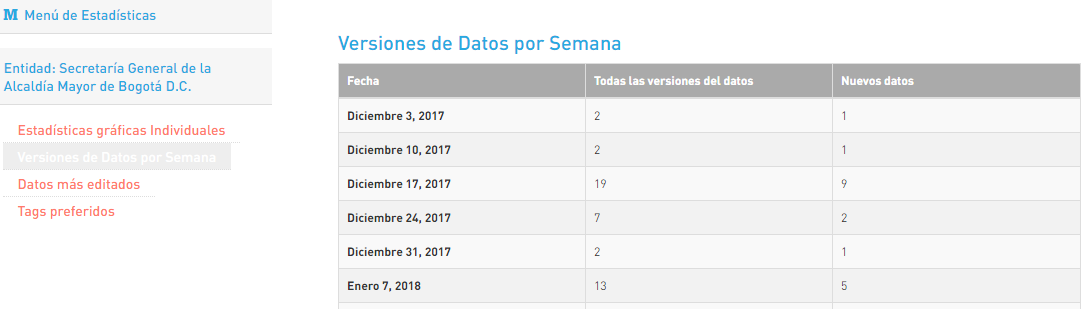 M Menú de Estadísticas
Entidad: Secretaría General de la
Alcaldía Mayor de Bogotá D.C.
Estadísticas gráficas Individuales
Versiones de Datos por Semana
Datos más editados
Tags preferidos
Versiones de Datos por Semana
Fecha Todas las versiones del datos Nuevos datos
Diciembre 3, 2017 2 1
Diciembre 10, 2017 2 1
Diciembre 17, 2017 19 9
Diciembre 24, 2017 7 2
Diciembre 31, 2017 2 1
Enero 7, 2018 13 5